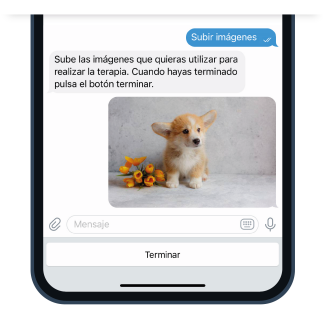 Subir imágenes
Sube las imágenes que quieras utilizar para
realizar la terapia. Cuando hayas terminado
pulsa el botón terminar.
Mensaje
Terminar